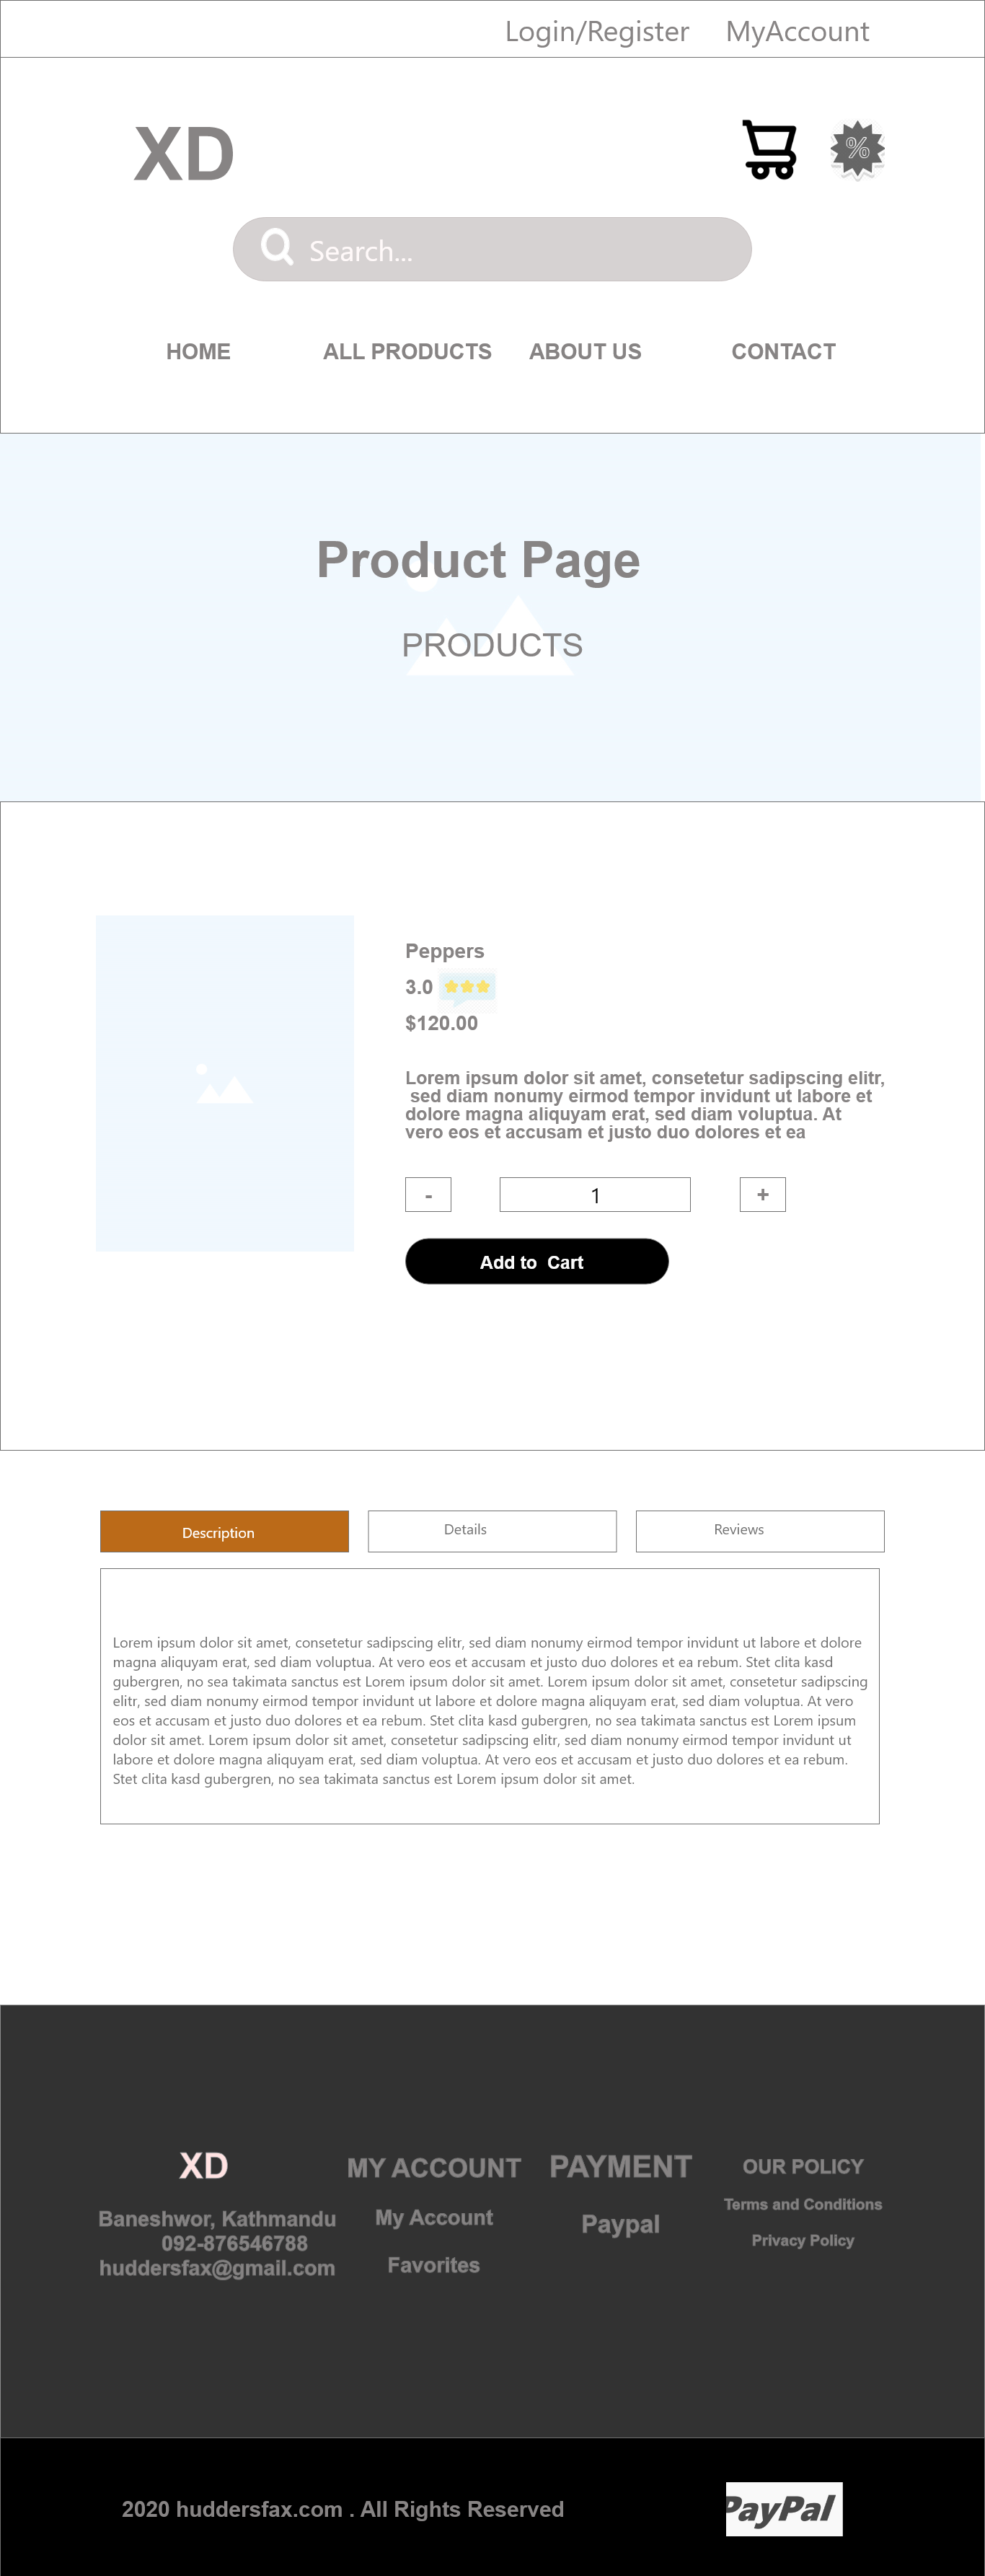 Login/Register MyAccount
XD
%
Search...
HOME ALL PRODUCTS ABOUT US CONTACT
Product Page
PRODUCTS
Peppers
3.0
$120.00
Lorem ipsum dolor sit amet, consetetur sadipscing elitr,
sed diam nonumy eirmod tempor invidunt ut labore et
dolore magna aliquyam erat, sed diam voluptua. At
vero eos et accusam et justo duo dolores et ea
- 1 +
Add to Cart
Description Details Reviews
Lorem ipsum dolor sit amet, consetetur sadipscing elitr, sed diam nonumy eirmod tempor invidunt ut labore et dolore
magna aliquyam erat, sed diam voluptua. At vero eos et accusam et justo duo dolores et ea rebum. Stet clita kasd
gubergren, no sea takimata sanctus est Lorem ipsum dolor sit amet. Lorem ipsum dolor sit amet, consetetur sadipscing
elitr, sed diam nonumy eirmod tempor invidunt ut labore et dolore magna aliquyam erat, sed diam voluptua. At vero
eos et accusam et justo duo dolores et ea rebum. Stet clita kasd gubergren, no sea takimata sanctus est Lorem ipsum
dolor sit amet. Lorem ipsum dolor sit amet, consetetur sadipscing elitr, sed diam nonumy eirmod tempor invidunt ut
labore et dolore magna aliquyam erat, sed diam voluptua. At vero eos et accusam et justo duo dolores et ea rebum.
Stet clita kasd gubergren, no sea takimata sanctus est Lorem ipsum dolor sit amet.
XD
Baneshwor, Kathmandu
092-876546788
huddersfax@gmail.com
MY ACCOUNT
My Account
Favorites
PAYMENT
Paypal
OUR POLICY
Terms and Conditions
Privacy Policy
2020 huddersfax.com . All Rights Reserved
PayPal